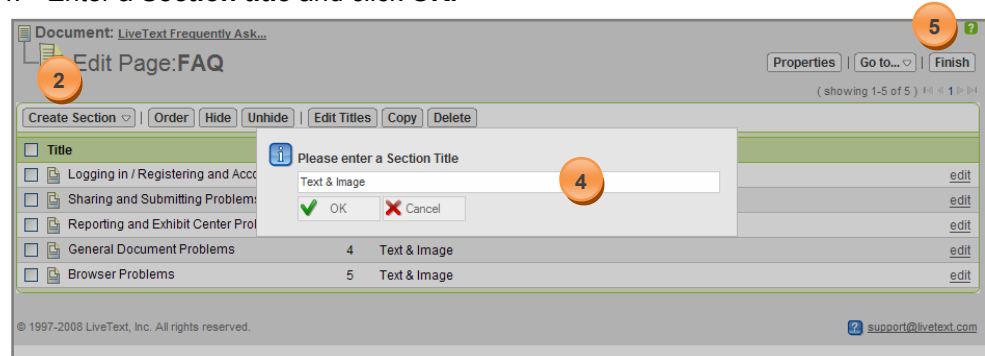 Enter a Section title and click OK.
Document: LiveText Frequently Ask...
5
?
Edit Page:FAQ
Properties | Go to... | Finish
2
( showing 1-5 of 5 ) 1
Create Section | Order Hide Unhide | Edit Titles Copy Delete
Title
i Please enter a Section Title
Logging in / Registering and Acc
Text & Image
4
edit
Sharing and Submitting Problem
edit
OK Cancel
Reporting and Exhibit Center Pro
edit
General Document Problems 4 Text & Image edit
Browser Problems 5 Text & Image edit
© 1997-2008 LiveText, Inc. All rights reserved. ? support@livetext.com